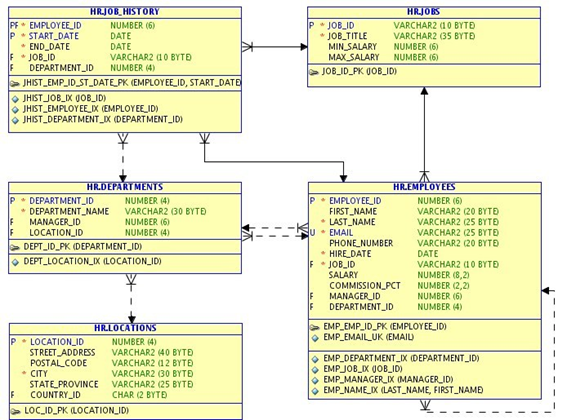 HR.JOB_HISTORY
PF * EMPLOYEE_ID NUMBER (6)
P * START_DATE DATE
* END_DATE DATE
F * JOB_ID VARCHAR2 (10 BYTE)
F DEPARTMENT_ID NUMBER (4)
JHIST_EMP_ID_ST_DATE_PK (EMPLOYEE_ID, START_DATE)
JHIST_JOB_IX (JOB_ID)
JHIST_EMPLOYEE_IX (EMPLOYEE_ID)
JHIST_DEPARTMENT_IX (DEPARTMENT_ID)
HR.JOBS
P * JOB_ID VARCHAR2 (10 BYTE)
* JOB_TITLE VARCHAR2 (35 BYTE)
MIN_SALARY NUMBER (6)
MAX_SALARY NUMBER (6)
JOB_ID_PK (JOB_ID)
HR.DEPARTMENTS
P * DEPARTMENT_ID NUMBER (4)
* DEPARTMENT_NAME VARCHAR2 (30 BYTE)
F MANAGER_ID NUMBER (6)
F LOCATION_ID NUMBER (4)
DEPT_ID_PK (DEPARTMENT_ID)
DEPT_LOCATION_IX (LOCATION_ID)
HR.EMPLOYEES
P * EMPLOYEE_ID NUMBER (6)
FIRST_NAME VARCHAR2 (20 BYTE)
* LAST_NAME VARCHAR2 (25 BYTE)
U * EMAIL VARCHAR2 (25 BYTE)
PHONE_NUMBER VARCHAR2 (20 BYTE)
* HIRE_DATE DATE
F * JOB_ID VARCHAR2 (10 BYTE)
SALARY NUMBER (8,2)
COMMISSION_PCT NUMBER (2,2)
F MANAGER_ID NUMBER (6)
F DEPARTMENT_ID NUMBER (4)
EMP_EMP_ID_PK (EMPLOYEE_ID)
EMP_EMAIL_UK (EMAIL)
EMP_DEPARTMENT_IX (DEPARTMENT_ID)
EMP_JOB_IX (JOB_ID)
EMP_MANAGER_IX (MANAGER_ID)
EMP_NAME_IX (LAST_NAME, FIRST_NAME)
HR.LOCATIONS
P * LOCATION_ID NUMBER (4)
STREET_ADDRESS VARCHAR2 (40 BYTE)
POSTAL_CODE VARCHAR2 (12 BYTE)
* CITY VARCHAR2 (30 BYTE)
STATE_PROVINCE VARCHAR2 (25 BYTE)
F COUNTRY_ID CHAR (2 BYTE)
LOC_ID_PK (LOCATION_ID)